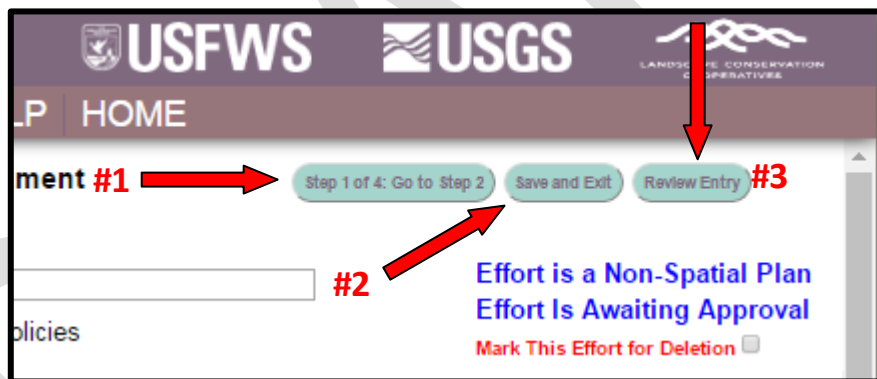 USFWS USGS
LANDSCAPE CONSERVATION
COOPERATIVES
LP HOME
ment #1 Step 1 of 4: Go to Step 2 Save and Exit Review Entry #3
#2 Effort is a Non-Spatial Plan
Effort Is Awaiting Approval
olicies
Mark This Effort for Deletion